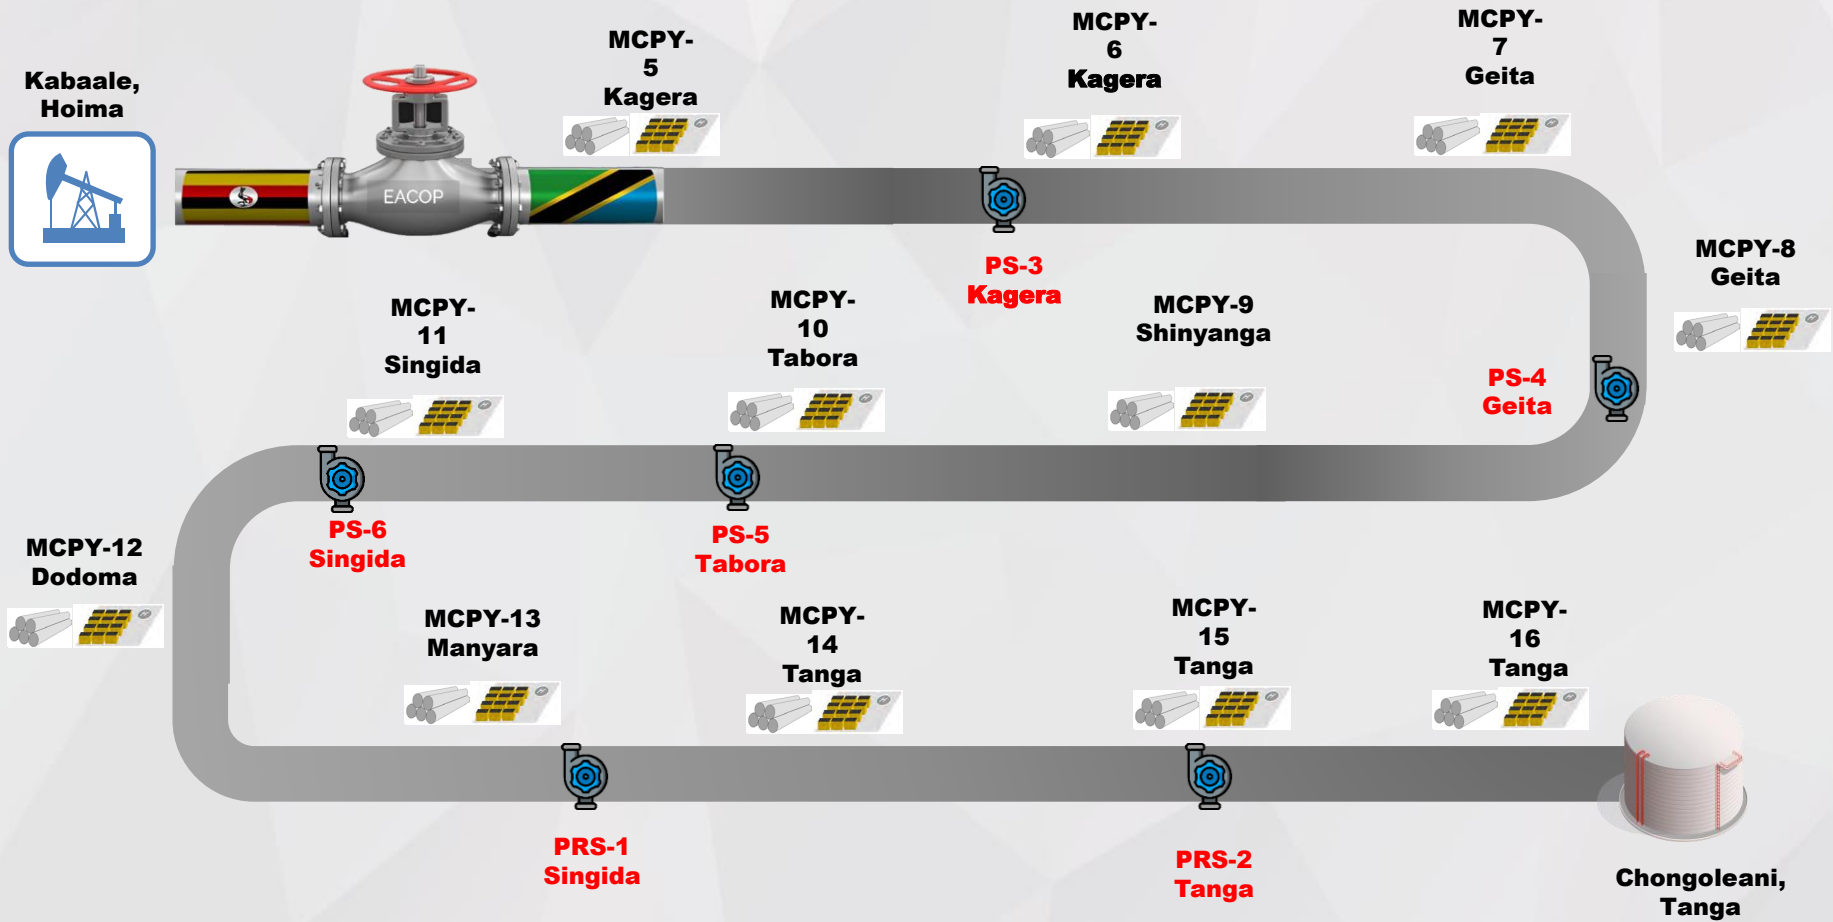 Kabaale,
Hoima
EACOP
MCPY-
5
Kagera
MCPY-
6
Kagera
MCPY-
7
Geita
PS-3
Kagera
MCPY-8
Geita
PS-4
Geita
MCPY-9
Shinyanga
MCPY-
10
Tabora
MCPY-
11
Singida
PS-5
Tabora
PS-6
Singida
MCPY-12
Dodoma
MCPY-13
Manyara
MCPY-
14
Tanga
MCPY-
15
Tanga
MCPY-
16
Tanga
PRS-1
Singida
PRS-2
Tanga
Chongoleani,
Tanga